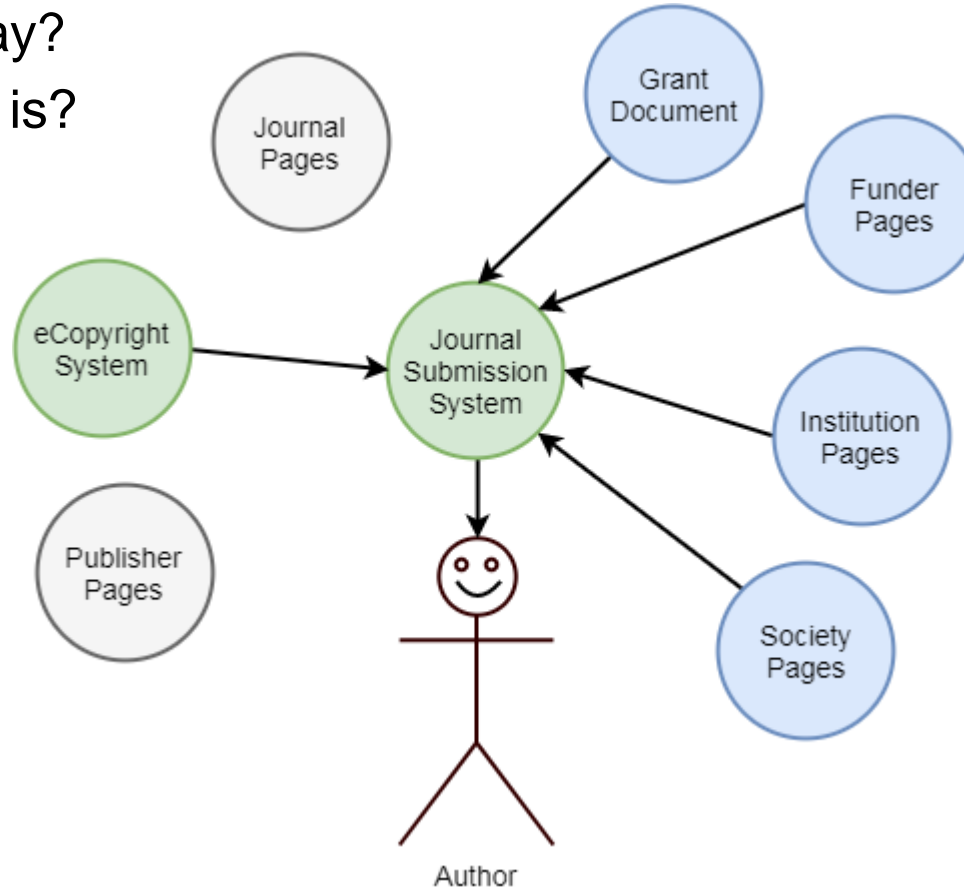 ay?
is?
Journal
Pages
Grant
Document
Funder
Pages
eCopyright
System
Journal
Submission
System
Institution
Pages
Publisher
Pages
Society
Pages
Author